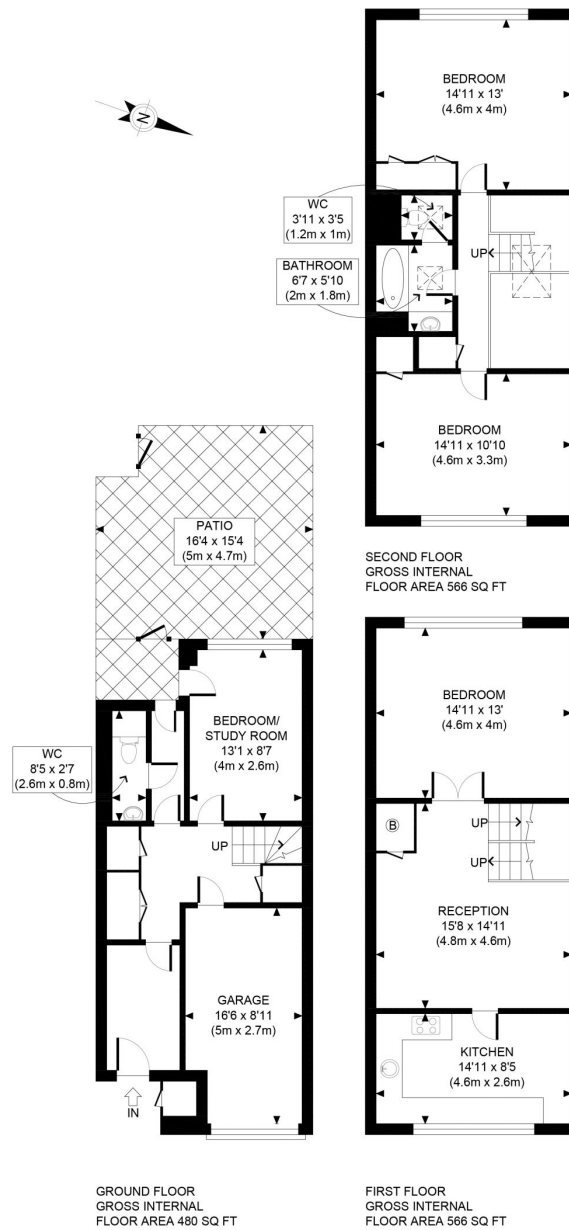 N
BEDROOM
14'11 x 13'
(4.6m x 4m)
WC
3'11 x 3'5
(1.2m x 1m)
UP
BATHROOM
6'7 x 5'10
(2m x 1.8m)
BEDROOM
14'11 x 10'10
(4.6m x 3.3m)
SECOND FLOOR
GROSS INTERNAL
FLOOR AREA 566 SQ FT
PATIO
16'4 x 15'4
(5m x 4.7m)
BEDROOM/
STUDY ROOM
13'1 x 8'7
(4m x 2.6m)
WC
8'5 x 2'7
(2.6m x 0.8m)
UP
GARAGE
16'6 x 8'11
(5m x 2.7m)
IN
GROUND FLOOR
GROSS INTERNAL
FLOOR AREA 480 SQ FT
BEDROOM
14'11 x 13'
(4.6m x 4m)
B
UP
UP
RECEPTION
15'8 x 14'11
(4.8m x 4.6m)
KITCHEN
14'11 x 8'5
(4.6m x 2.6m)
FIRST FLOOR
GROSS INTERNAL
FLOOR AREA 566 SQ FT